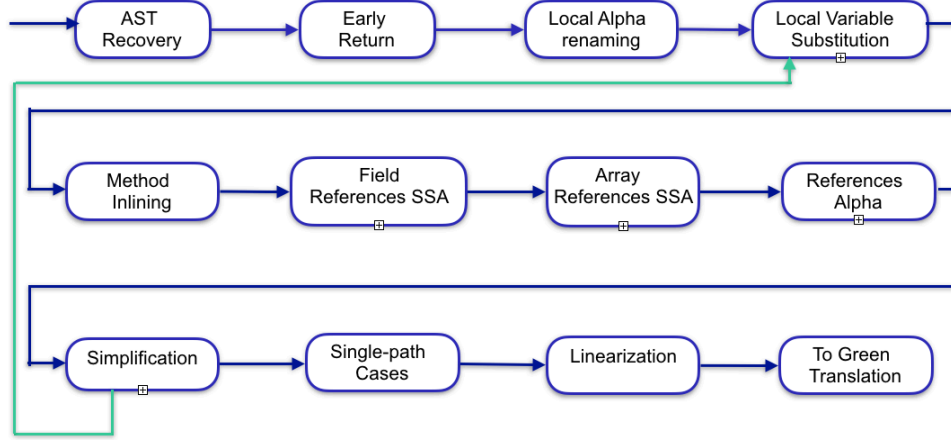 AST
Recovery
Early
Return
Local Alpha
renaming
Local Variable
Substitution
Method
Inlining
Field
References SSA
Array
References SSA
References
Alpha
Simplification
Single-path
Cases
Linearization
To Green
Translation